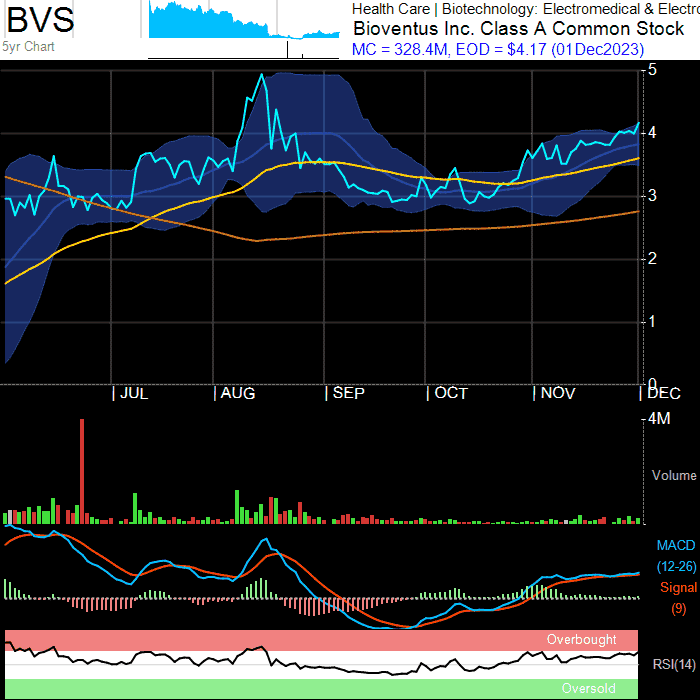 BVS
5yr Chart
Health Care | Biotechnology: Electromedical & Electro
Bioventus Inc. Class A Common Stock
MC = 328.4M, EOD = $4.17 (01Dec2023)
5
4
3
2
1
0
JUL AUG SEP OCT NOV DEC
4M
Volume
MACD
(12-26)
Signal
(9)
Overbought
RSI(14)
Oversold